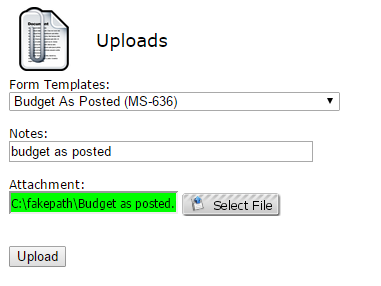 Uploads
Form Templates:
Budget As Posted (MS-636)
Notes:
budget as posted
Attachment:
C:\fakepath\Budget as posted.
Select File
Upload